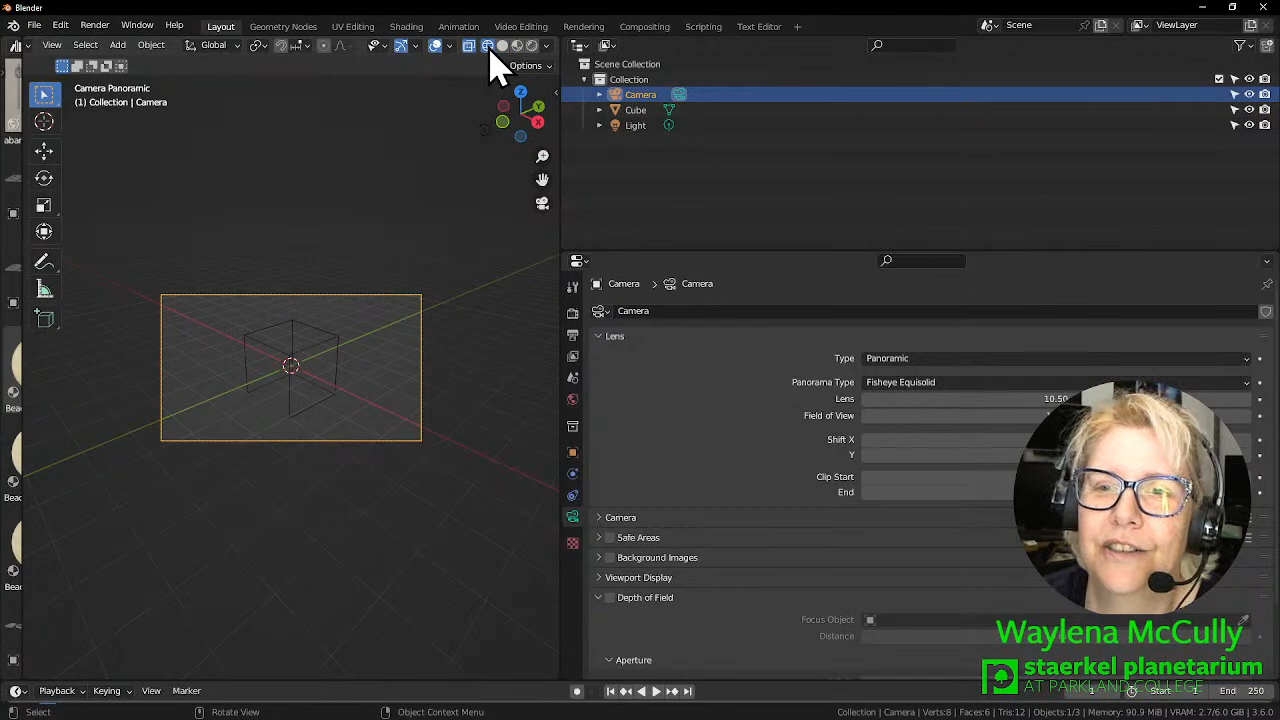 Blender
File Edit Render Window Help Layout Geometry Nodes UV Editing Shading Animation Video Editing Rendering Compositing Scripting Text Editor + Scene ViewLayer
View Select Add Object Global
Options
Camera Panoramic
(1) Collection | Camera
Z
Y
X
Scene Collection
Collection
Camera
Cube
Light
Camera > Camera
Camera
Lens
Type Panoramic
Panorama Type Fisheye Equisolid
Lens 10.50
Field of View
Shift X
Y
Clip Start
End
Camera
Safe Areas
Background Images
Viewport Display
Depth of Field
Focus Object
Distance
Aperture
abar
Bead
Bead
Bea
Waylena McCully
staerkel planetarium
AT PARKLAND COLLEGE
Playback Keying View Marker Start End 250
Select Rotate View Object Context Menu Collection | Camera | Verts:8 | Faces:6 | Tris:12 | Objects:1/3 | Memory: 90.9 MiB | VRAM: 2.7/6.0 GiB | 3.6.0